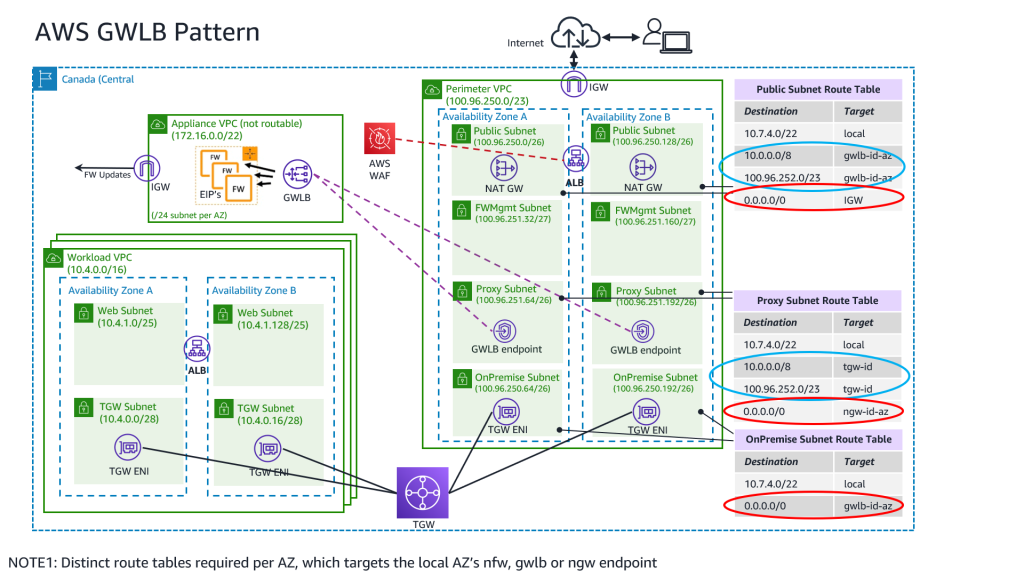 AWS GWLB Pattern
Internet
Canada (Central
IGW
Appliance VPC (not routable)
(172.16.0.0/22)
FW
FW
FW
EIP's
GWLB
(/24 subnet per AZ)
FW Updates
IGW
AWS
WAF
Perimeter VPC
(100.96.250.0/23)
Availability Zone A
Public Subnet
(100.96.250.0/26)
NAT GW
ALB
FWMgmt Subnet
(100.96.251.32/27)
Proxy Subnet
(100.96.251.64/26)
GWLB endpoint
OnPremise Subnet
(100.96.250.64/26)
TGW ENI
Availability Zone B
Public Subnet
(100.96.250.128/26)
NAT GW
FWMgmt Subnet
(100.96.251.160/27)
Proxy Subnet
(100.96.251.192/26)
GWLB endpoint
OnPremise Subnet
(100.96.250.192/26)
TGW ENI
Workload VPC
(10.4.0.0/16)
Availability Zone A
Web Subnet
(10.4.1.0/25)
ALB
TGW Subnet
(10.4.0.0/28)
TGW ENI
Availability Zone B
Web Subnet
(10.4.1.128/25)
TGW Subnet
(10.4.0.16/28)
TGW ENI
TGW
Public Subnet Route Table
Destination Target
10.7.4.0/22 local
10.0.0.0/8 gwlb-id-az
100.96.252.0/23 gwlb-id-az
0.0.0.0/0 IGW
Proxy Subnet Route Table
Destination Target
10.7.4.0/22 local
10.0.0.0/8 tgw-id
100.96.252.0/23 tgw-id
0.0.0.0/0 ngw-id-az
OnPremise Subnet Route Table
Destination Target
10.7.4.0/22 local
0.0.0.0/0 gwlb-id-az
NOTE1: Distinct route tables required per AZ, which targets the local AZ's nfw, gwlb or ngw endpoint